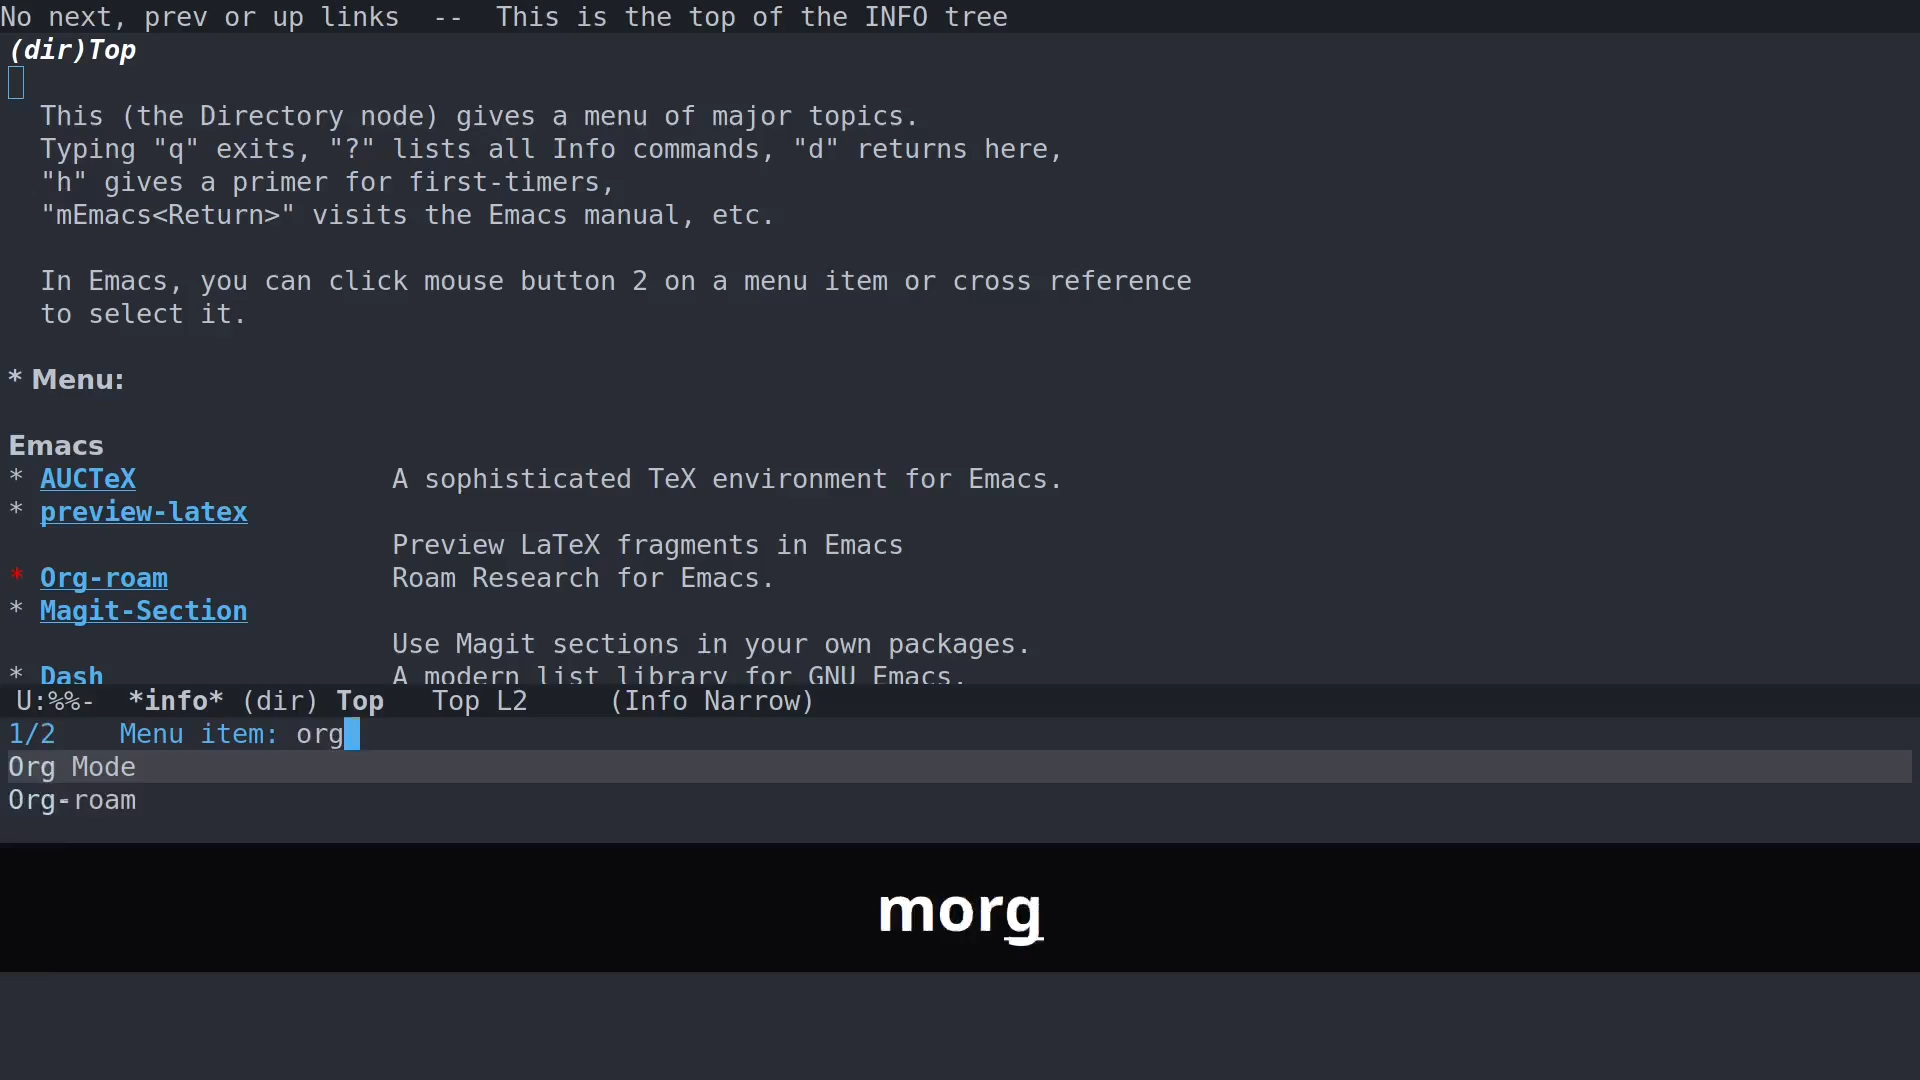 No next, prev or up links  --  This is the top of the INFO tree
(dir)Top
This (the Directory node) gives a menu of major topics.
Typing "q" exits, "?" lists all Info commands, "d" returns here,
"h" gives a primer for first-timers,
"mEmacs<Return>" visits the Emacs manual, etc.
In Emacs, you can click mouse button 2 on a menu item or cross reference
to select it.
* Menu:
Emacs
* AUCTeX                A sophisticated TeX environment for Emacs.
* preview-latex
Preview LaTeX fragments in Emacs
* Org-roam              Roam Research for Emacs.
* Magit-Section
Use Magit sections in your own packages.
* Dash                  A modern list library for GNU Emacs.
U:%%-  *info* (dir) Top   Top L2     (Info Narrow)
1/2    Menu item: org
Org Mode
Org-roam
morg